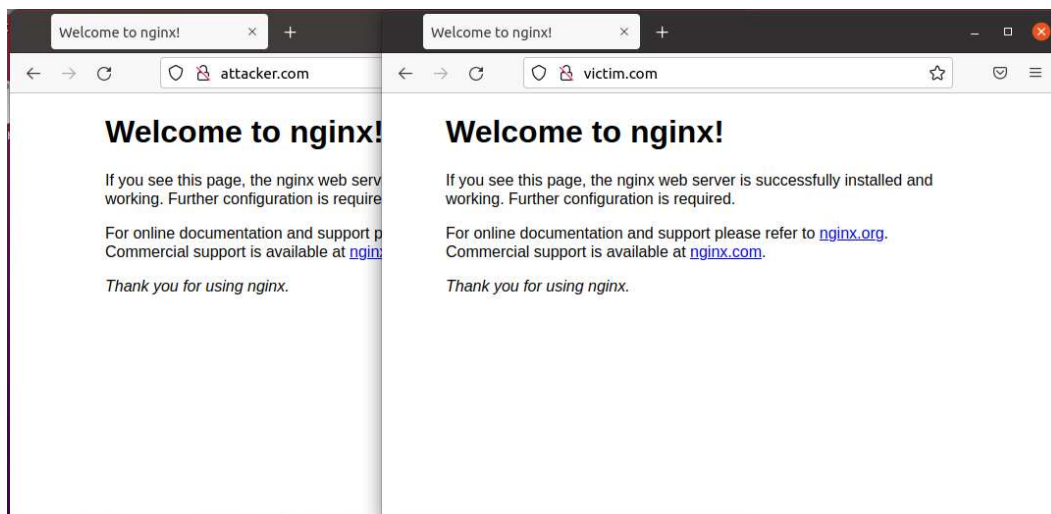 Welcome to nginx!
attacker.com
Welcome to nginx!
If you see this page, the nginx web serv
working. Further configuration is require
For online documentation and support p
Commercial support is available at nginx
Thank you for using nginx.
Welcome to nginx!
victim.com
Welcome to nginx!
If you see this page, the nginx web server is successfully installed and
working. Further configuration is required.
For online documentation and support please refer to nginx.org.
Commercial support is available at nginx.com.
Thank you for using nginx.